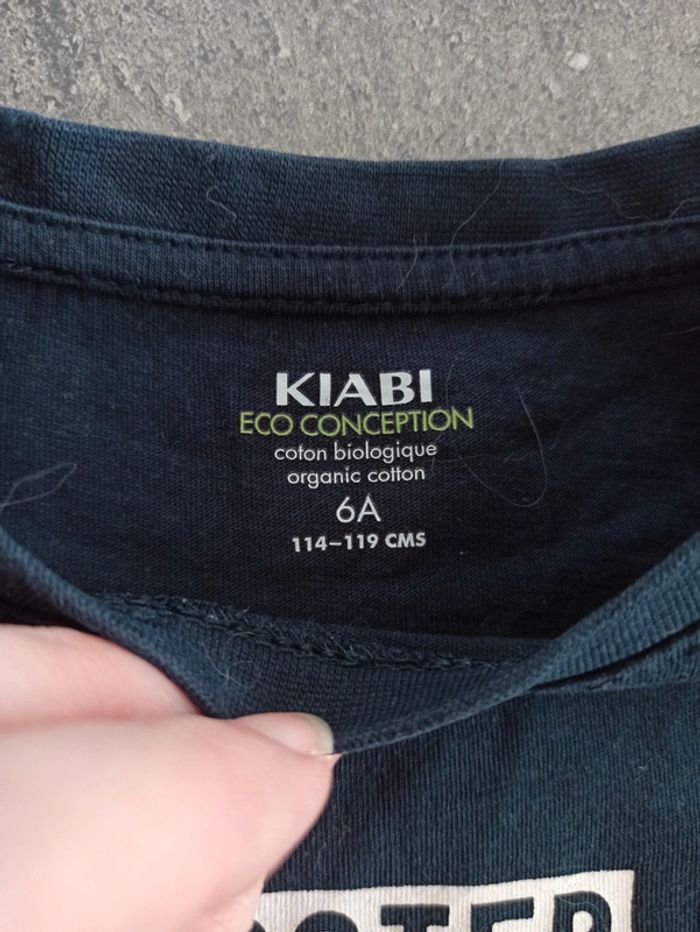 KIABI
ECO CONCEPTION
coton biologique
organic cotton
6A
114–119 CMS